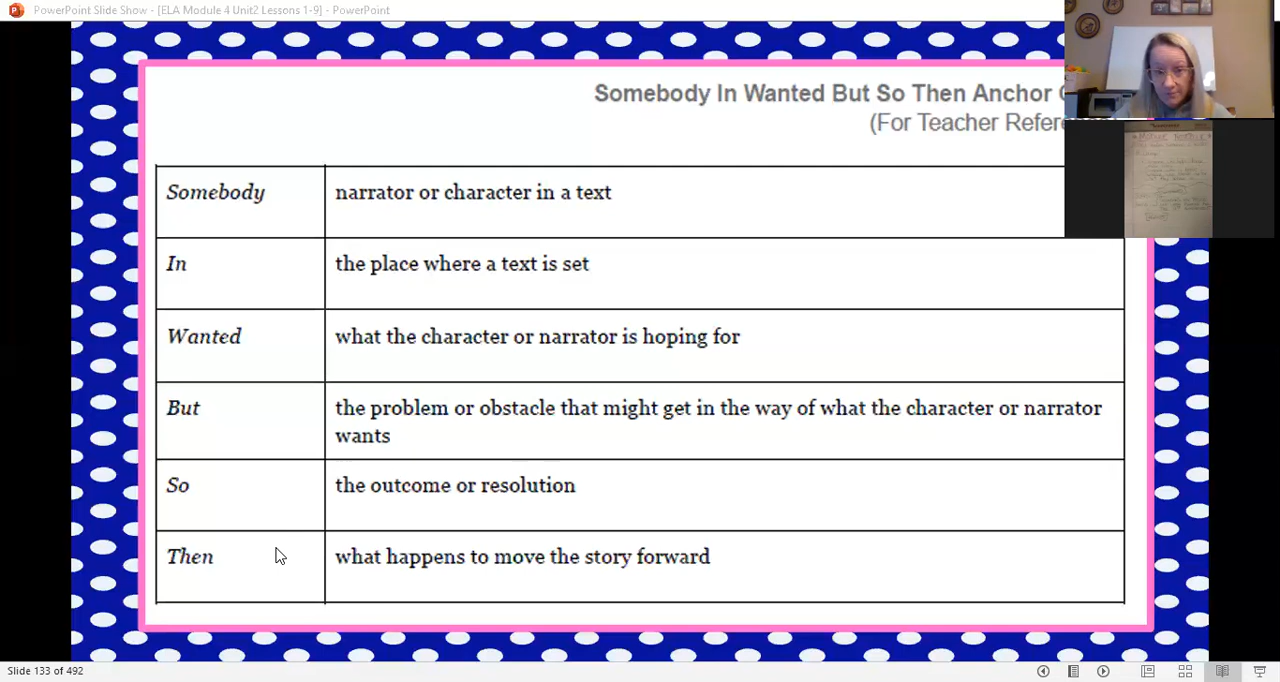 PowerPoint Slide Show - [ELA Module 4 Unit2 Lessons 1-9] - PowerPoint
Somebody In Wanted But So Then Anchor
(For Teacher
Somebody
narrator or character in a text
In
the place where a text is set
Wanted
what the character or narrator is hoping for
But
the problem or obstacle that might get in the way of what the character or narrator
wants
So
the outcome or resolution
Then
what happens to move the story forward
Slide 133 of 492